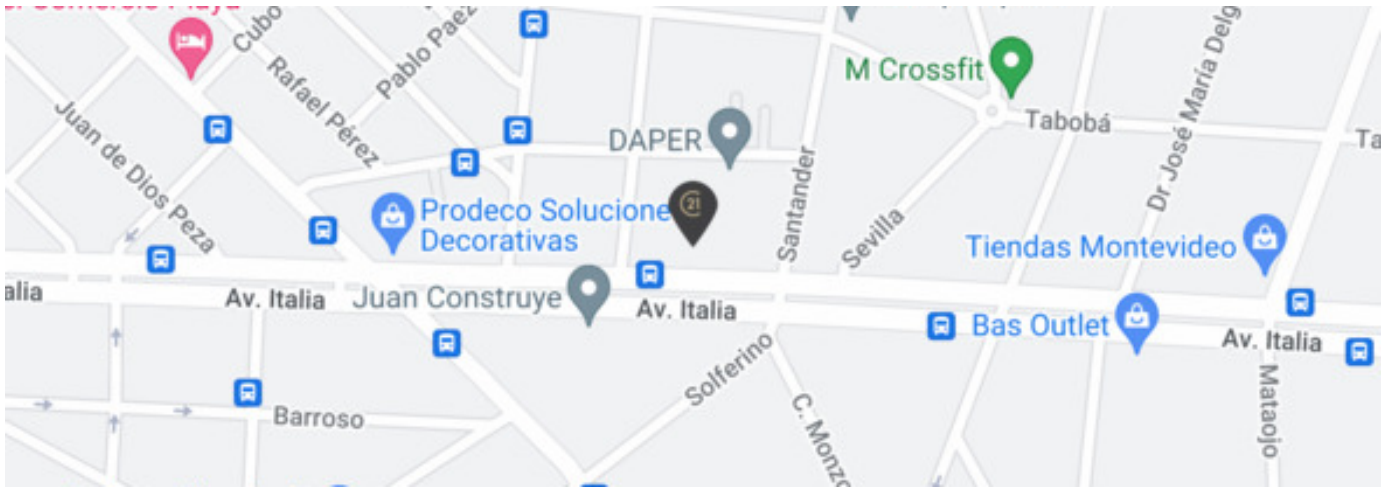 Cubo
Pablo Paez
Rafael Pérez
Juan de Dios Peza
M Crossfit
Dr José María Delg
Tabobá
Ta
DAPER
Santander
Sevilla
21
Prodeco Solucione
Decorativas
Tiendas Montevideo
alia
Av. Italia
Juan Construye
Av. Italia
Bas Outlet
Av. Italia
Solferino
C. Monzo
Mataojo
Barroso